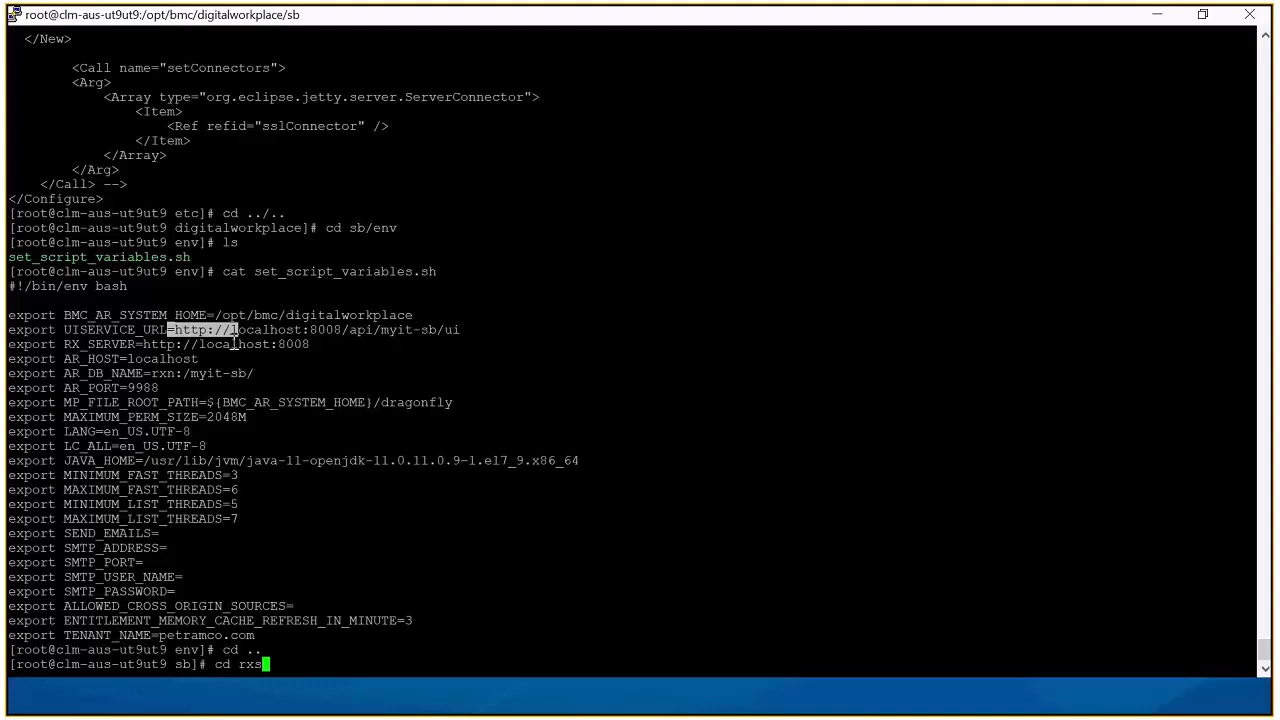 root@clm-aus-ut9ut9:/opt/bmc/digitalworkplace/sb
</New>
<Call name="setConnectors">
<Arg>
<Array type="org.eclipse.jetty.server.ServerConnector">
<Item>
<Ref refid="sslConnector" />
</Item>
</Array>
</Arg>
</Call> -->
</Configure>
[root@clm-aus-ut9ut9 etc]# cd ../..
[root@clm-aus-ut9ut9 digitalworkplace]# cd sb/env
[root@clm-aus-ut9ut9 env]# ls
set_script_variables.sh
[root@clm-aus-ut9ut9 env]# cat set_script_variables.sh
#!/bin/env bash
export BMC_AR_SYSTEM_HOME=/opt/bmc/digitalworkplace
export UISERVICE_URL=http://localhost:8008/api/myit-sb/ui
export RX_SERVER=http://localhost:8008
export AR_HOST=localhost
export AR_DB_NAME=rxn:/myit-sb/
export AR_PORT=9988
export MP_FILE_ROOT_PATH=${BMC_AR_SYSTEM_HOME}/dragonfly
export MAXIMUM_PERM_SIZE=2048M
export LANG=en_US.UTF-8
export LC_ALL=en_US.UTF-8
export JAVA_HOME=/usr/lib/jvm/java-11-openjdk-11.0.11.0.9-1.el7_9.x86_64
export MINIMUM_FAST_THREADS=3
export MAXIMUM_FAST_THREADS=6
export MINIMUM_LIST_THREADS=5
export MAXIMUM_LIST_THREADS=7
export SEND_EMAILS=
export SMTP_ADDRESS=
export SMTP_PORT=
export SMTP_USER_NAME=
export SMTP_PASSWORD=
export ALLOWED_CROSS_ORIGIN_SOURCES=
export ENTITLEMENT_MEMORY_CACHE_REFRESH_IN_MINUTE=3
export TENANT_NAME=petramco.com
[root@clm-aus-ut9ut9 env]# cd ..
[root@clm-aus-ut9ut9 sb]# cd rxs